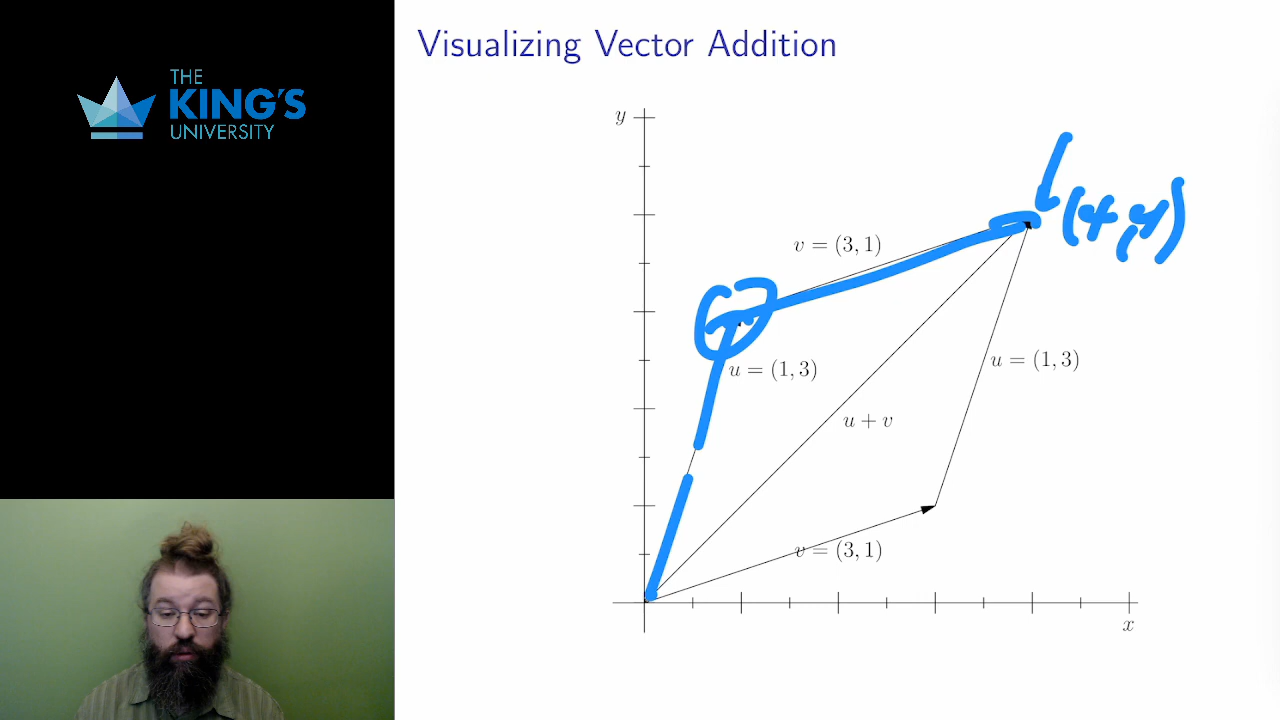 THE
KING'S
UNIVERSITY
Visualizing Vector Addition
y
(4,4)
v = (3, 1)
u = (1, 3)
u = (1, 3)
u + v
v = (3, 1)
x